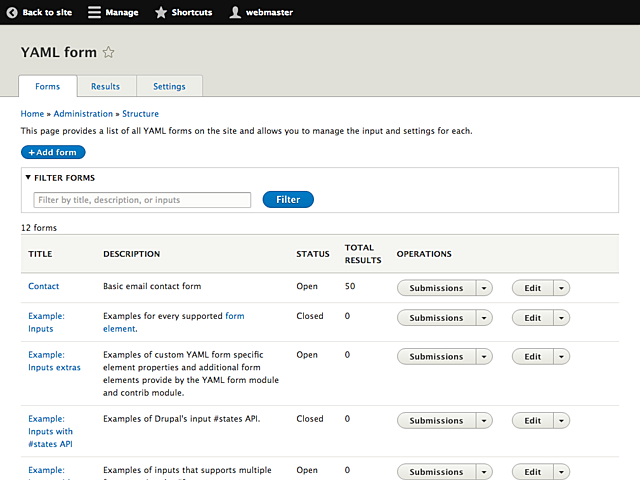 Back to site Manage Shortcuts webmaster
YAML form
Forms Results Settings
Home » Administration » Structure
This page provides a list of all YAML forms on the site and allows you to manage the input and settings for each.
+ Add form
▼ FILTER FORMS
Filter by title, description, or inputs Filter
12 forms
TITLE DESCRIPTION STATUS TOTAL RESULTS OPERATIONS
Contact Basic email contact form Open 50 Submissions Edit
Example: Examples for every supported form Closed 0 Submissions Edit
Inputs element.
Example: Examples of custom YAML form specific Open 0 Submissions Edit
Inputs extras element properties and additional form
elements provide by the YAML form module
and contrib module.
Example: Examples of Drupal's input #states API. Closed 0 Submissions Edit
Inputs with
#states API
Example: Examples of inputs that supports multiple Open 0 Submissions Edit